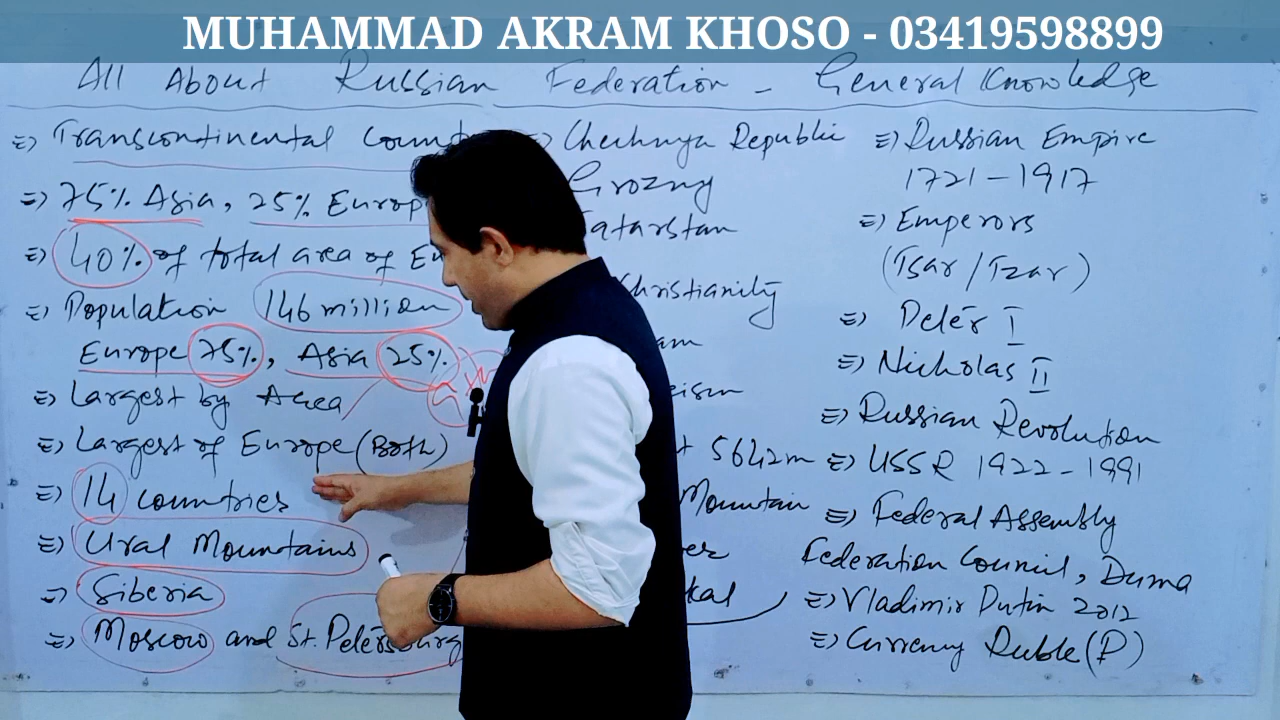 MUHAMMAD AKRAM KHOSO - 03419598899
All About Russian Federation - General Knowledge
=) Transcontinental
=) 75% Asia, 25% Europ
=) 40% of total area of
=) Population 146 million
Europe 75%, Asia 25%
=) Largest by Area
=) Largest of Europe (Both)
=) 14 countries
=) Ural Mountains
=) Siberia
=) Moscow and St. Petersburg
=) Chechnya Republic
Grozny
atarstan
Christianity
5642m
Mountain
kal
=) Russian Empire
1721-1917
=) Emperors
(Tsar/Tzar)
=) Peter I
=) Nicholas II
=) Russian Revolution
=) USSR 1922-1991
=) Federal Assembly
Federation Council, Duma
=) Vladimir Putin 2012
=) Currency Ruble (₽)